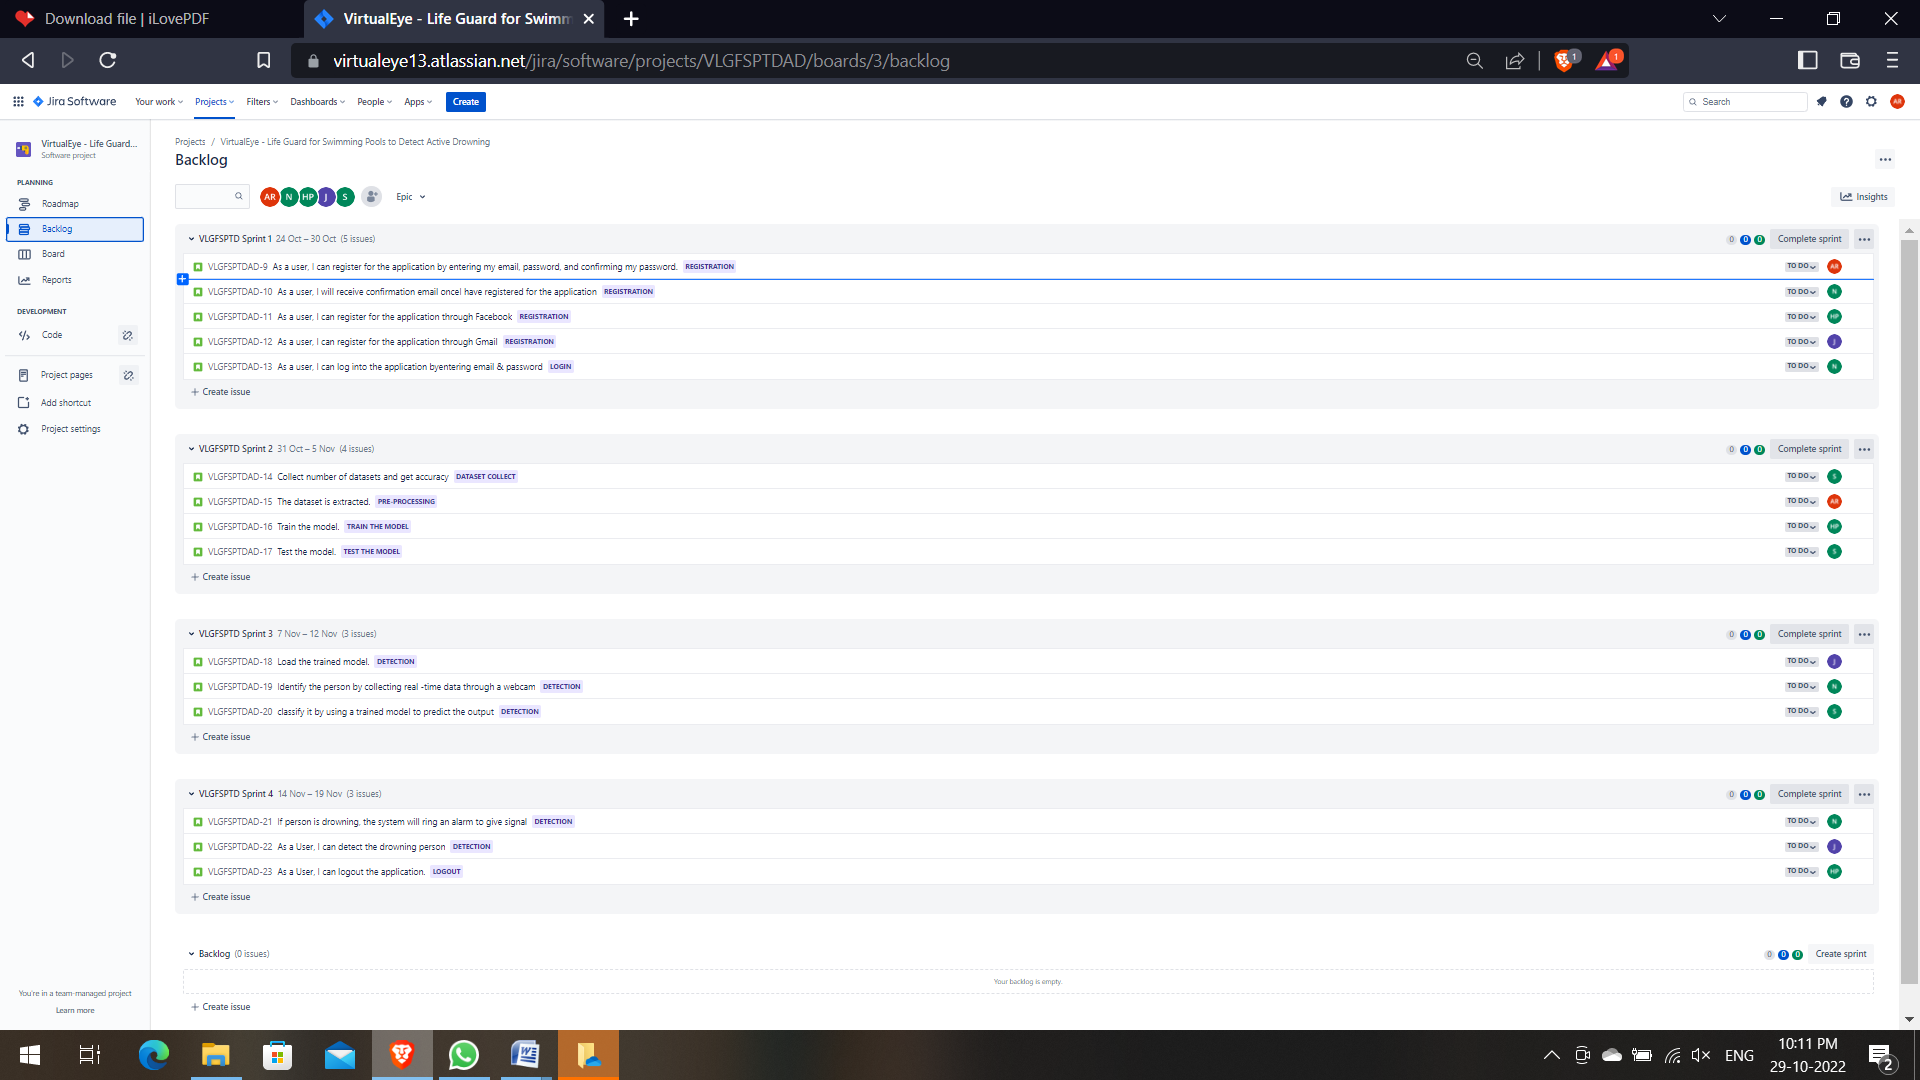 Download file | iLovePDF
VirtualEye - Life Guard for Swimm
virtualeye13.atlassian.net/jira/software/projects/VLGFSPTDAD/boards/3/backlog
1
1
Jira Software
Your work
Projects
Filters
Dashboards
People
Apps
Create
Search
AR
VirtualEye - Life Guard...
Software project
PLANNING
Roadmap
Backlog
Board
Reports
DEVELOPMENT
Code
Project pages
Add shortcut
Project settings
You're in a team-managed project
Learn more
Projects / VirtualEye - Life Guard for Swimming Pools to Detect Active Drowning
Backlog
AR N HP J S
Epic
Insights
VLGFSPTD Sprint 1 24 Oct – 30 Oct (5 issues) 0 0 0 Complete sprint
VLGFSPTDAD-9 As a user, I can register for the application by entering my email, password, and confirming my password. REGISTRATION TO DO AR
VLGFSPTDAD-10 As a user, I will receive confirmation email onceI have registered for the application REGISTRATION TO DO N
VLGFSPTDAD-11 As a user, I can register for the application through Facebook REGISTRATION TO DO HP
VLGFSPTDAD-12 As a user, I can register for the application through Gmail REGISTRATION TO DO J
VLGFSPTDAD-13 As a user, I can log into the application byentering email & password LOGIN TO DO N
+ Create issue
VLGFSPTD Sprint 2 31 Oct – 5 Nov (4 issues) 0 0 0 Complete sprint
VLGFSPTDAD-14 Collect number of datasets and get accuracy DATASET COLLECT TO DO S
VLGFSPTDAD-15 The dataset is extracted. PRE-PROCESSING TO DO AR
VLGFSPTDAD-16 Train the model. TRAIN THE MODEL TO DO HP
VLGFSPTDAD-17 Test the model. TEST THE MODEL TO DO S
+ Create issue
VLGFSPTD Sprint 3 7 Nov – 12 Nov (3 issues) 0 0 0 Complete sprint
VLGFSPTDAD-18 Load the trained model. DETECTION TO DO J
VLGFSPTDAD-19 Identify the person by collecting real -time data through a webcam DETECTION TO DO N
VLGFSPTDAD-20 classify it by using a trained model to predict the output DETECTION TO DO S
+ Create issue
VLGFSPTD Sprint 4 14 Nov – 19 Nov (3 issues) 0 0 0 Complete sprint
VLGFSPTDAD-21 If person is drowning, the system will ring an alarm to give signal DETECTION TO DO N
VLGFSPTDAD-22 As a User, I can detect the drowning person DETECTION TO DO J
VLGFSPTDAD-23 As a User, I can logout the application. LOGOUT TO DO HP
+ Create issue
Backlog (0 issues) 0 0 0 Create sprint
Your backlog is empty.
+ Create issue
ENG
10:11 PM
29-10-2022
2